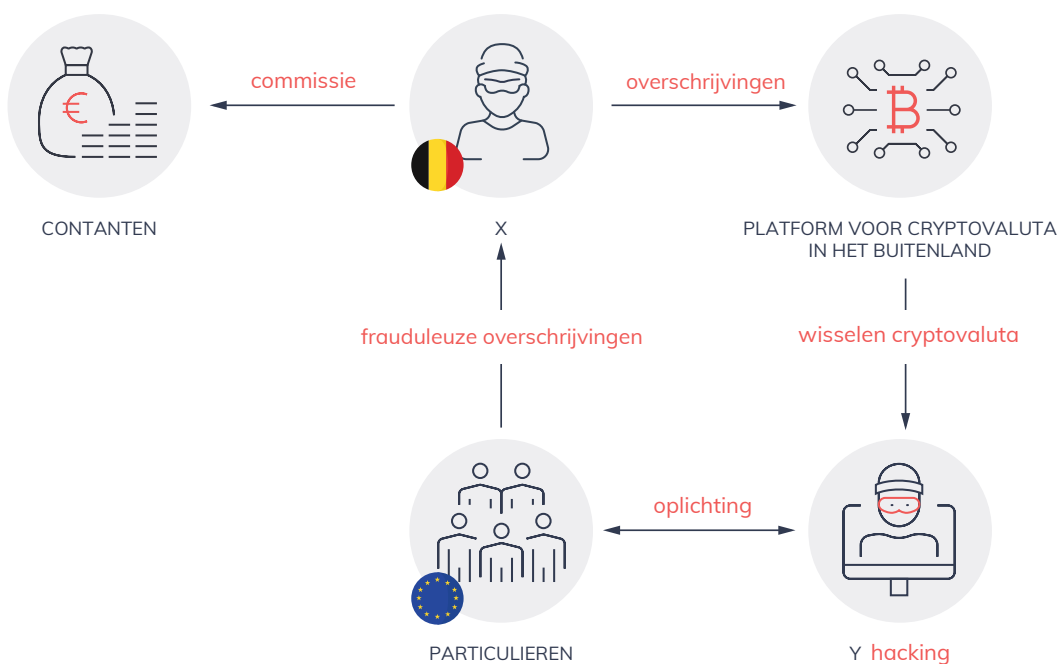 commissie
overschrijvingen
CONTANTEN
X
PLATFORM VOOR CRYPTOVALUTA
IN HET BUITENLAND
frauduleuze overschrijvingen
wisselen cryptovaluta
oplichting
PARTICULIEREN
Y hacking